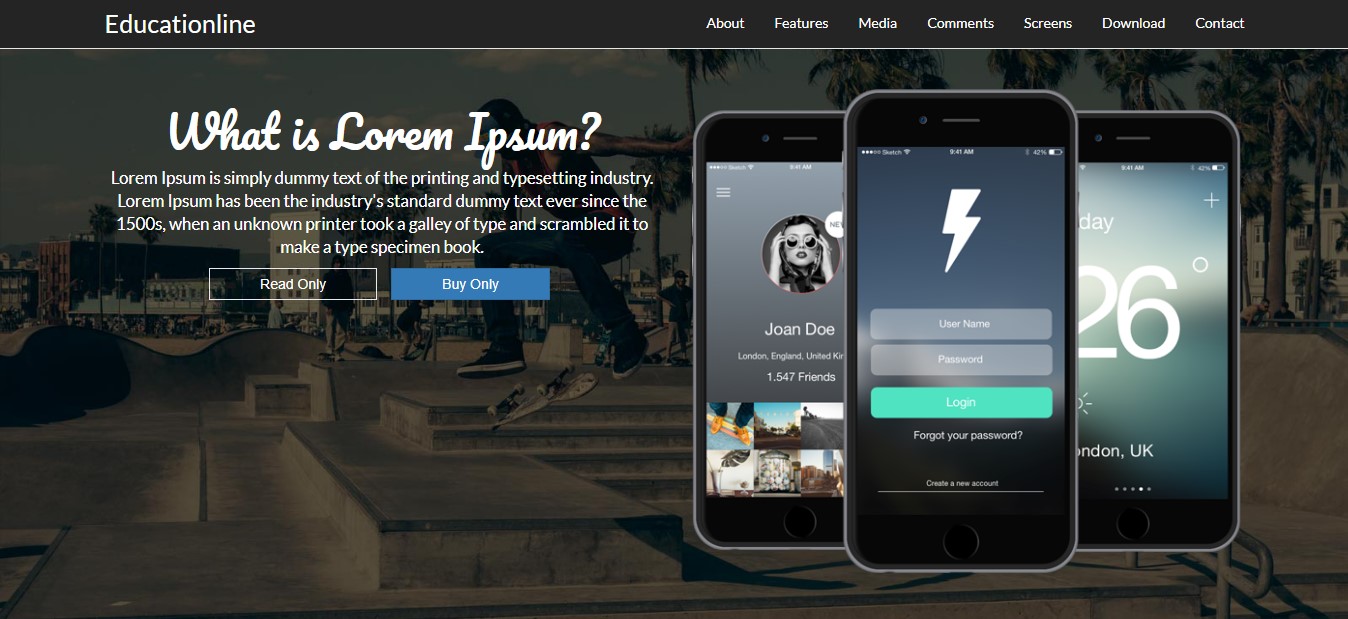 Educationline
About Features Media Comments Screens Download Contact
What is Lorem Ipsum?
Lorem Ipsum is simply dummy text of the printing and typesetting industry.
Lorem Ipsum has been the industry's standard dummy text ever since the
1500s, when an unknown printer took a galley of type and scrambled it to
make a type specimen book.
Read Only Buy Only
Sketch 9:41 AM
NEW
Joan Doe
London, England, United Kin
1.547 Friends
Sketch 9:41 AM 42%
User Name
Password
Login
Forgot your password?
Create a new account
9:41 AM 42%
day
26
ondon, UK